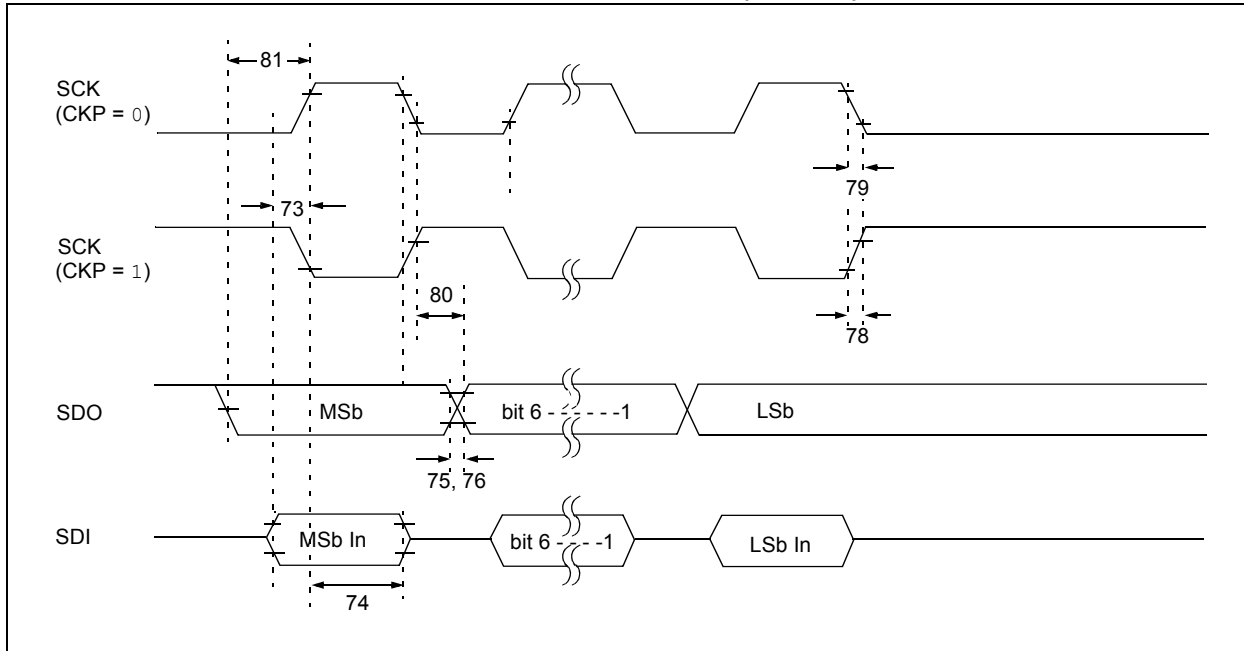 81
SCK
(CKP = 0)
79
73
SCK
(CKP = 1)
80
78
SDO
MSb
bit 6 - - - - - - -1
LSb
75, 76
SDI
MSb In
bit 6 - - - - -1
LSb In
74